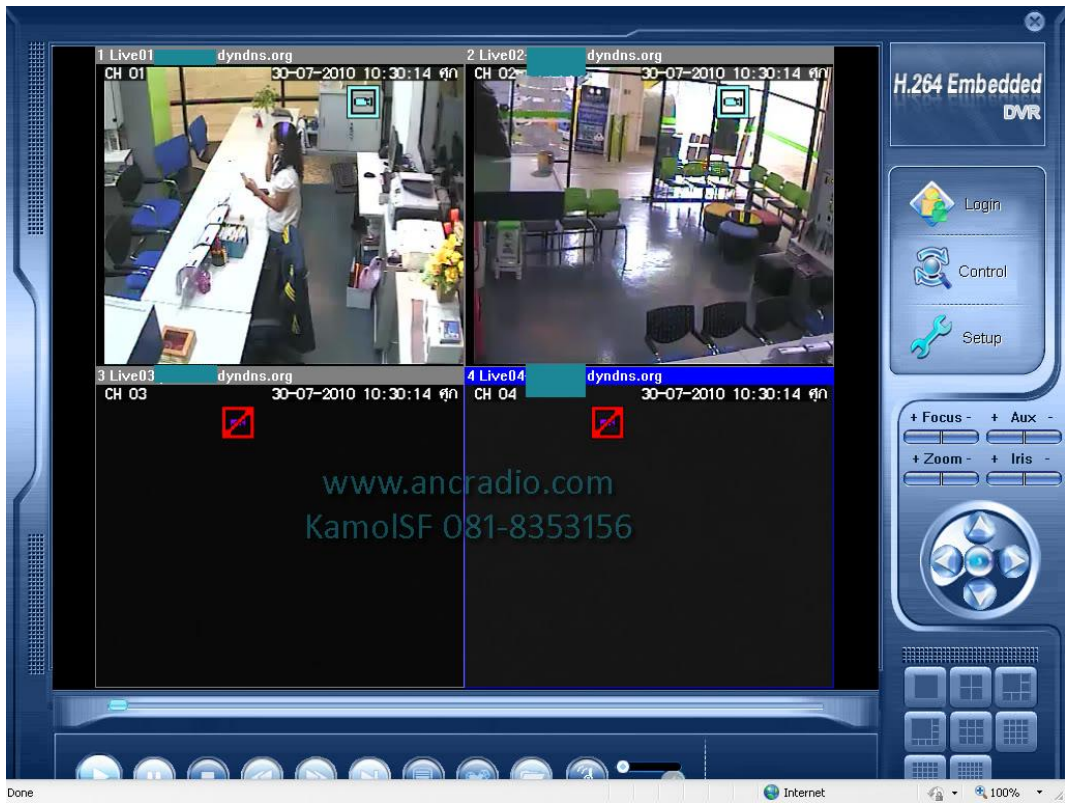 1 Live01 dyndns.org
2 Live02- dyndns.org
CH 01 30-07-2010 10:30:14 ศุก
CH 02 30-07-2010 10:30:14 ศุก
3 Live03 dyndns.org
4 Live04- dyndns.org
CH 03 30-07-2010 10:30:14 ศุก
CH 04 30-07-2010 10:30:14 ศุก
www.ancradio.com
KamolSF 081-8353156
H.264 Embedded
DVR
Login
Control
Setup
+ Focus - + Aux -
+ Zoom - + Iris -
Done Internet 100%